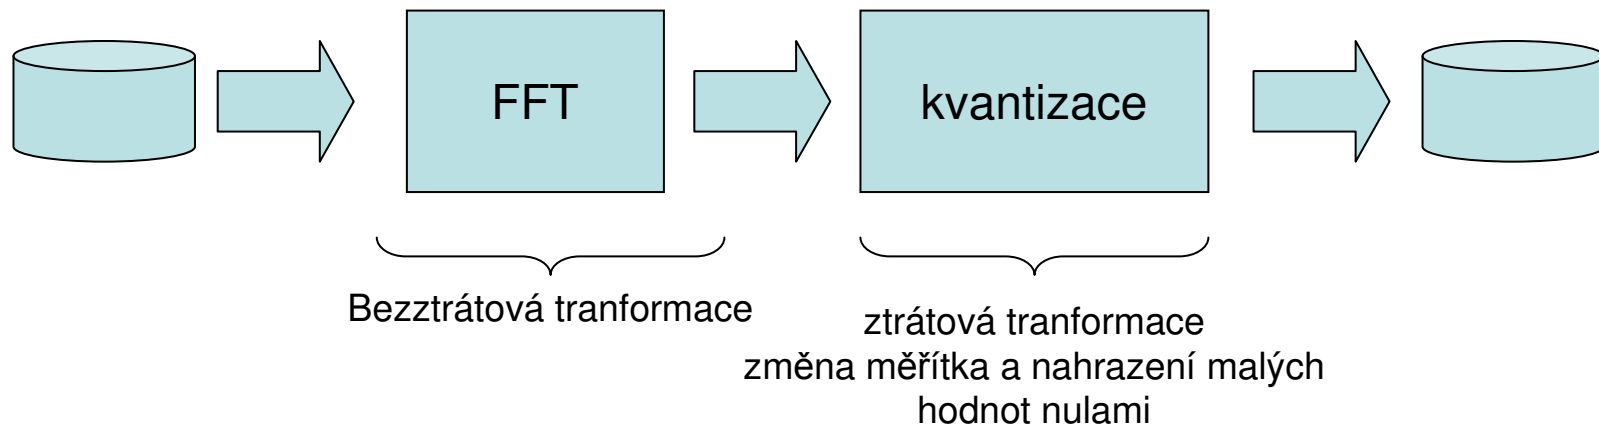 FFT
kvantizace
Bezztrátová tranformace
ztrátová tranformace
změna měřítka a nahrazení malých
hodnot nulami